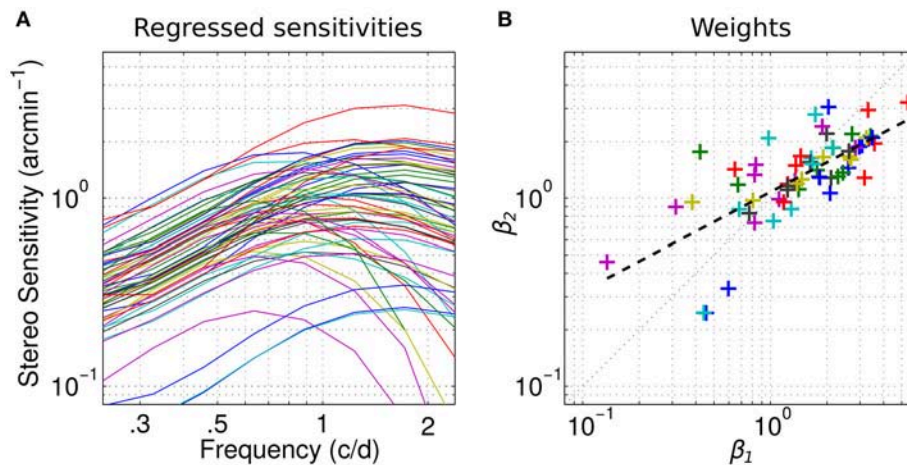 A Regressed sensitivities
Stereo Sensitivity (arcmin⁻¹)
10⁰
10⁻¹
.3 .5 1 2
Frequency (c/d)
B Weights
β₂
10⁰
10⁻¹
10⁻¹ 10⁰
β₁